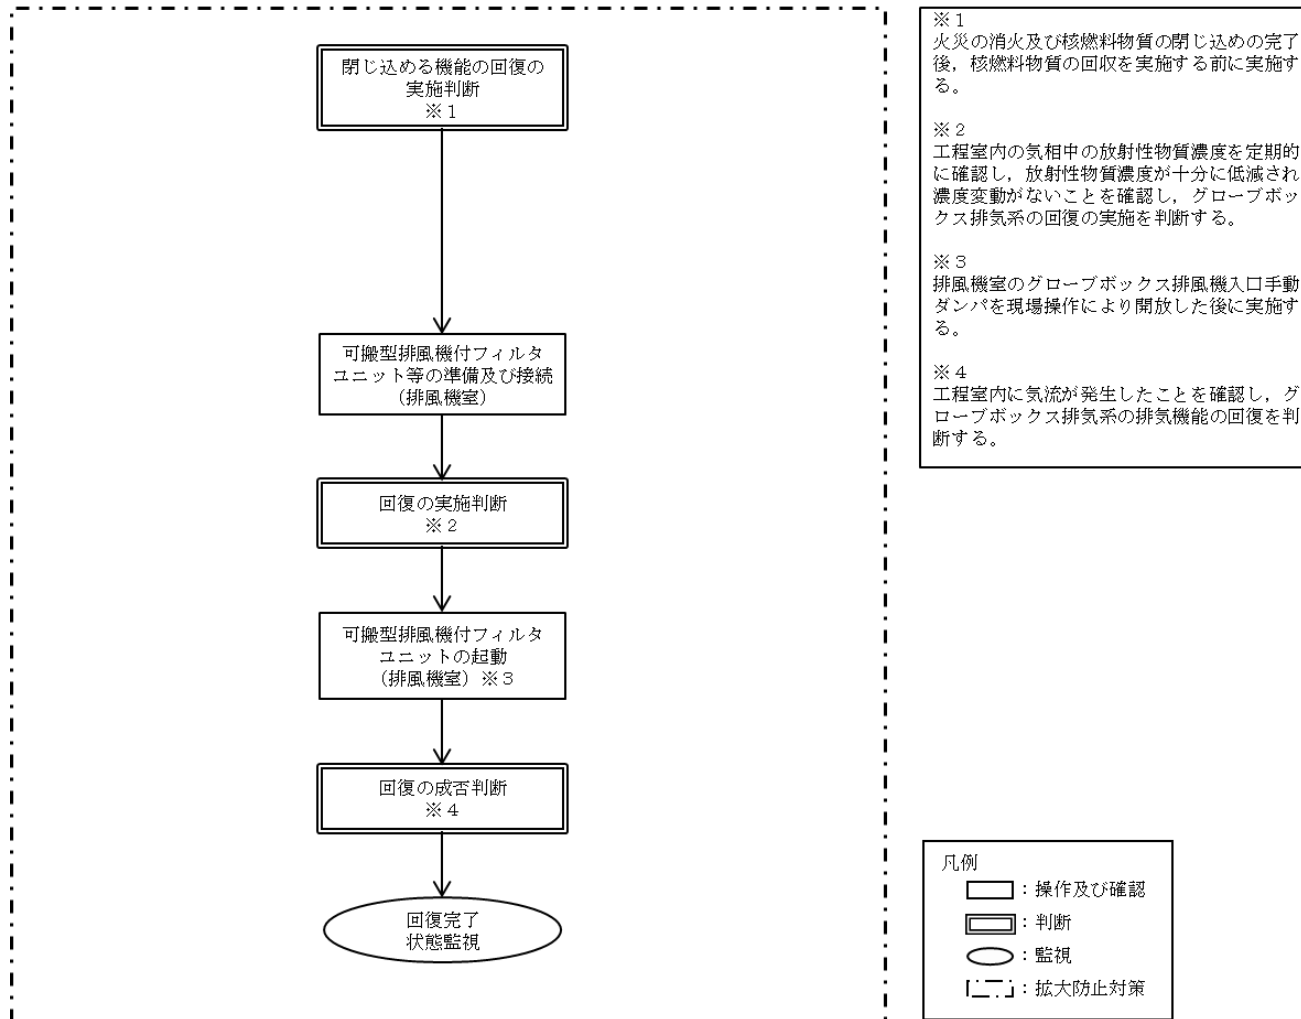 閉じ込める機能の回復の
実施判断
※１
可搬型排風機付フィルタ
ユニット等の準備及び接続
（排風機室）
回復の実施判断
※２
可搬型排風機付フィルタ
ユニットの起動
（排風機室）※３
回復の成否判断
※４
回復完了
状態監視
※１
火災の消火及び核燃料物質の閉じ込めの完了
後，核燃料物質の回収を実施する前に実施す
る。
※２
工程室内の気相中の放射性物質濃度を定期的
に確認し，放射性物質濃度が十分に低減され
濃度変動がないことを確認し，グローブボッ
クス排気系の回復の実施を判断する。
※３
排風機室のグローブボックス排風機入口手動
ダンパを現場操作により開放した後に実施す
る。
※４
工程室内に気流が発生したことを確認し，グ
ローブボックス排気系の排気機能の回復を判
断する。
凡例
：操作及び確認
：判断
：監視
：拡大防止対策